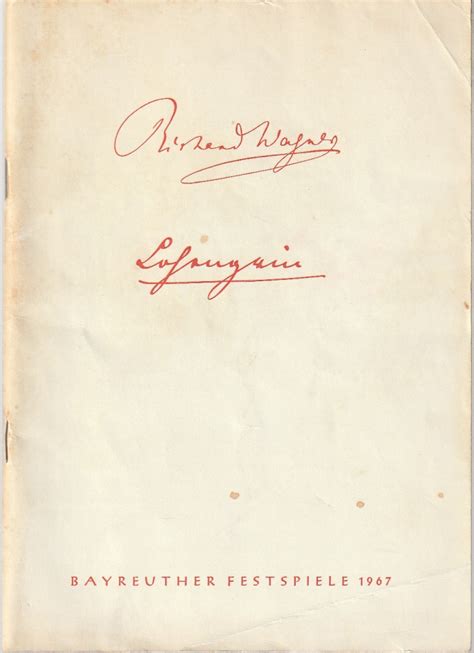 Richard Wagner
Lohengrin
BAYREUTHER FESTSPIELE 1967